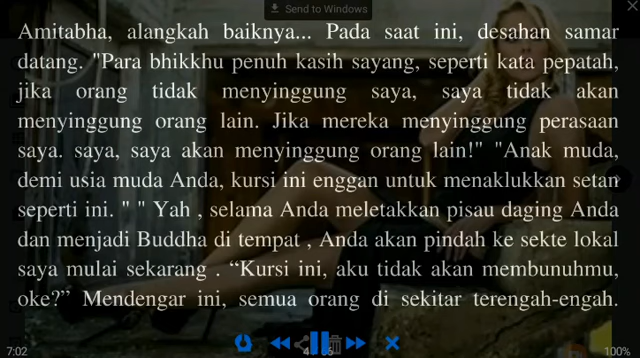 Send to Windows
Amitabha, alangkah baiknya... Pada saat ini, desahan samar
datang. "Para bhikkhu penuh kasih sayang, seperti kata pepatah,
jika orang tidak menyinggung saya, saya tidak akan
menyinggung orang lain. Jika mereka menyinggung perasaan
saya. saya, saya akan menyinggung orang lain!" "Anak muda,
demi usia muda Anda, kursi ini enggan untuk menaklukkan setan
seperti ini. " " Yah , selama Anda meletakkan pisau daging Anda
dan menjadi Buddha di tempat , Anda akan pindah ke sekte lokal
saya mulai sekarang . “Kursi ini, aku tidak akan membunuhmu,
oke?” Mendengar ini, semua orang di sekitar terengah-engah.
7:02
100%